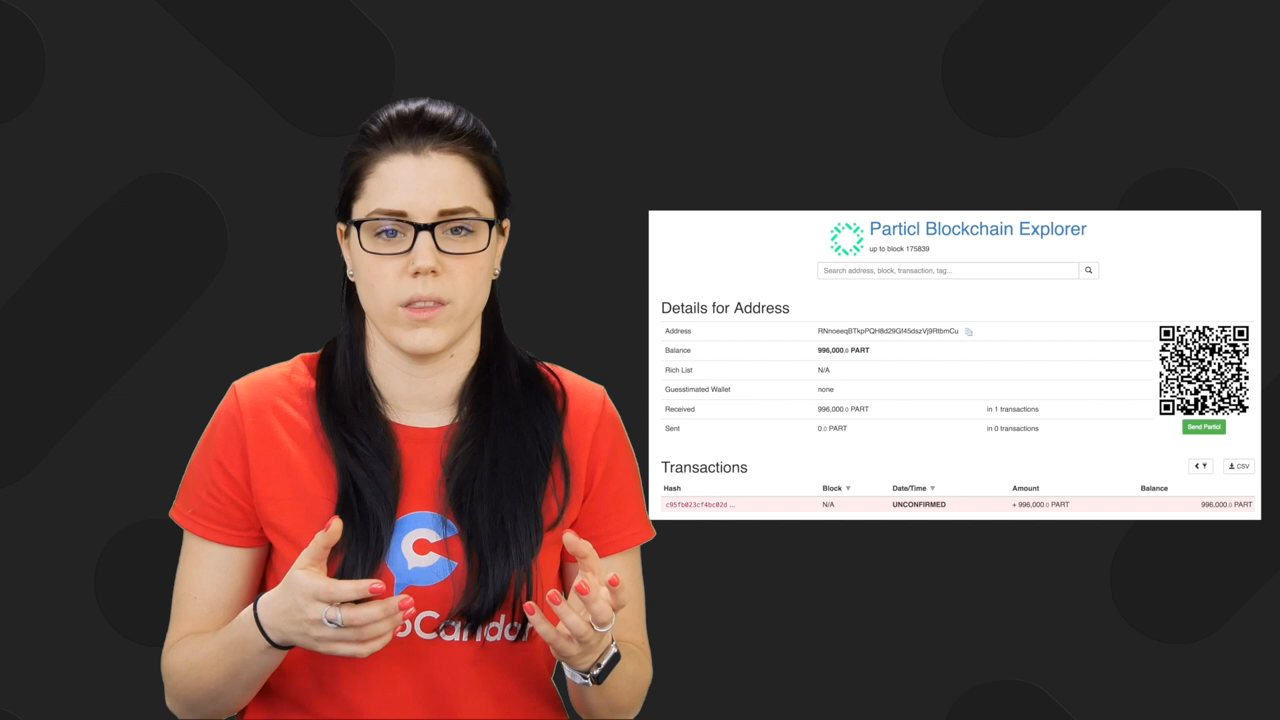 Particl Blockchain Explorer
up to block 175839
Search address, block, transaction, tag...
Details for Address
Address RNnoeeqBTkpPQH8d29Gf45dszVj9RtbmCu
Balance 996,000.0 PART
Rich List N/A
Guesstimated Wallet none
Received 996,000.0 PART in 1 transactions
Sent 0.0 PART in 0 transactions
Send Particl
Transactions
CSV
Hash Block Date/Time Amount Balance
c95fb023cf4bc02d ... N/A UNCONFIRMED + 996,000.0 PART 996,000.0 PART